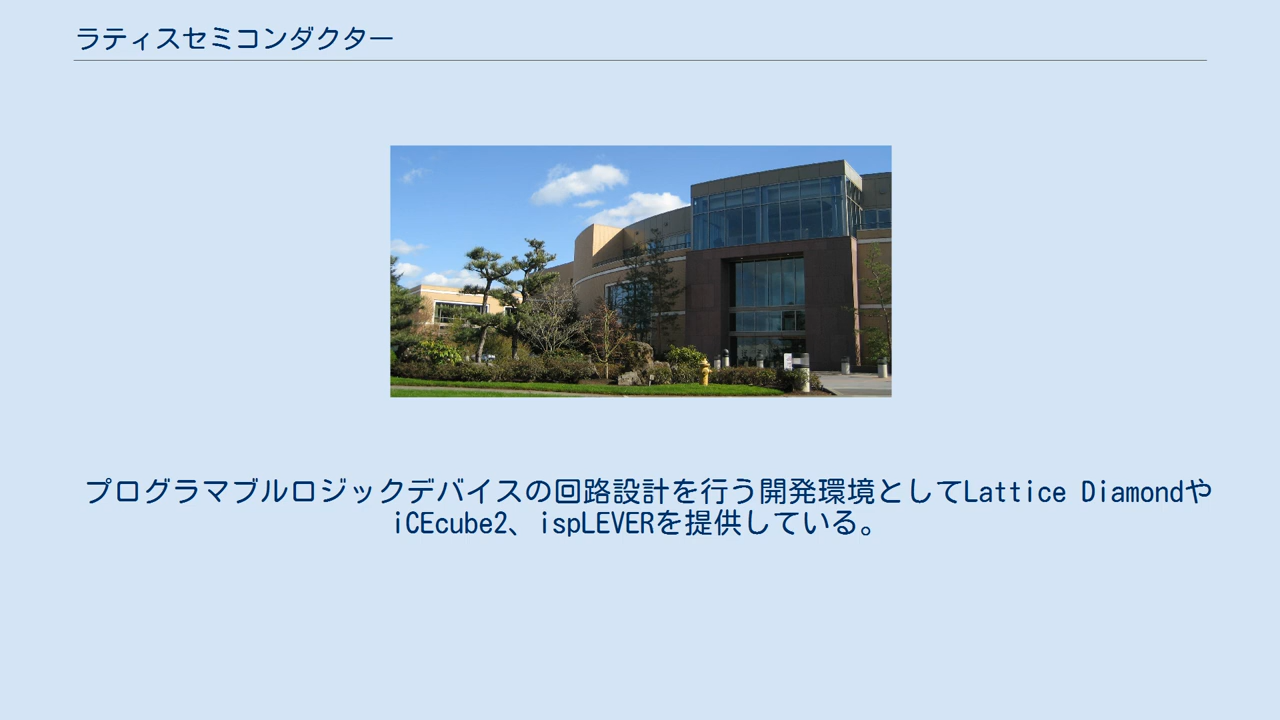 ラティスセミコンダクター
プログラマブルロジックデバイスの回路設計を行う開発環境としてLattice Diamondや
iCEcube2、ispLEVERを提供している。